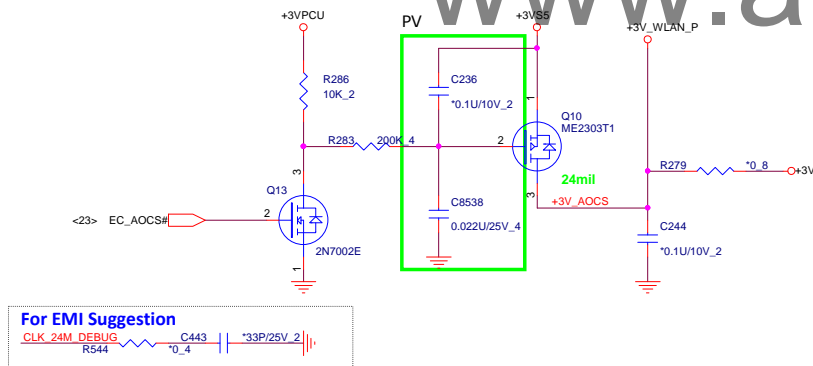 www.a
PV
+3VPCU
+3VS5
+3V_WLAN_P
R286
10K_2
C236
*0.1U/10V_2
1
Q10
ME2303T1
R283 200K_4
2
3
R279 *0_8
+3V
24mil
Q13
3
+3V_AOCS
C8538
0.022U/25V_4
<23> EC_AOCS#
2
C244
*0.1U/10V_2
2N7002E
1
For EMI Suggestion
CLK_24M_DEBUG
R544
*0_4
C443
*33P/25V_2